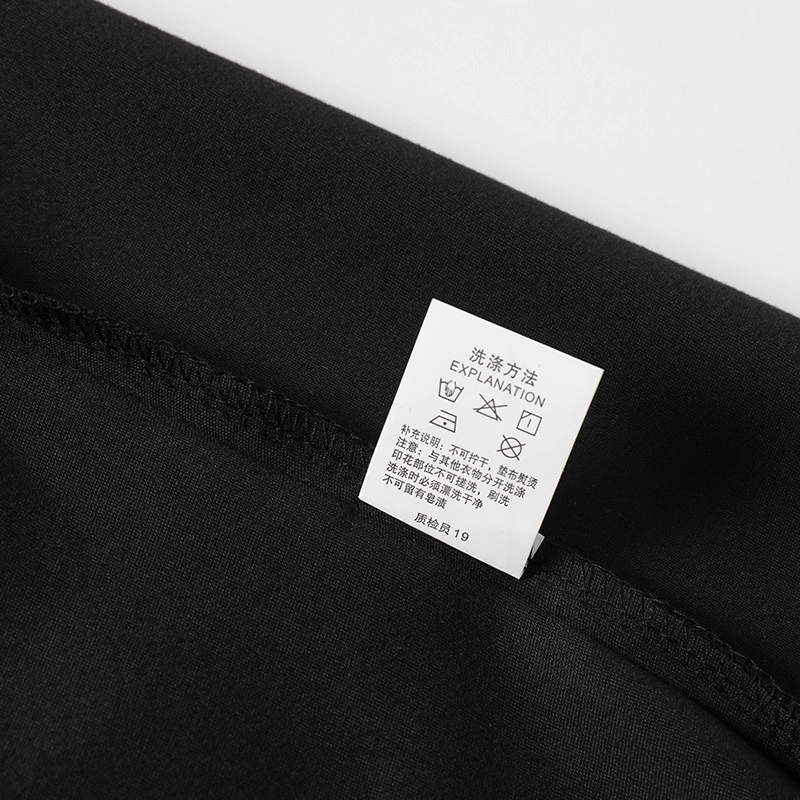 洗涤方法
EXPLANATION
补充说明：不可拧干，垫布熨烫
注意：与其他衣物分开洗涤
印花部位不可搓洗，刷洗
洗涤时必须漂洗干净
不可留有皂渍
质检员 19